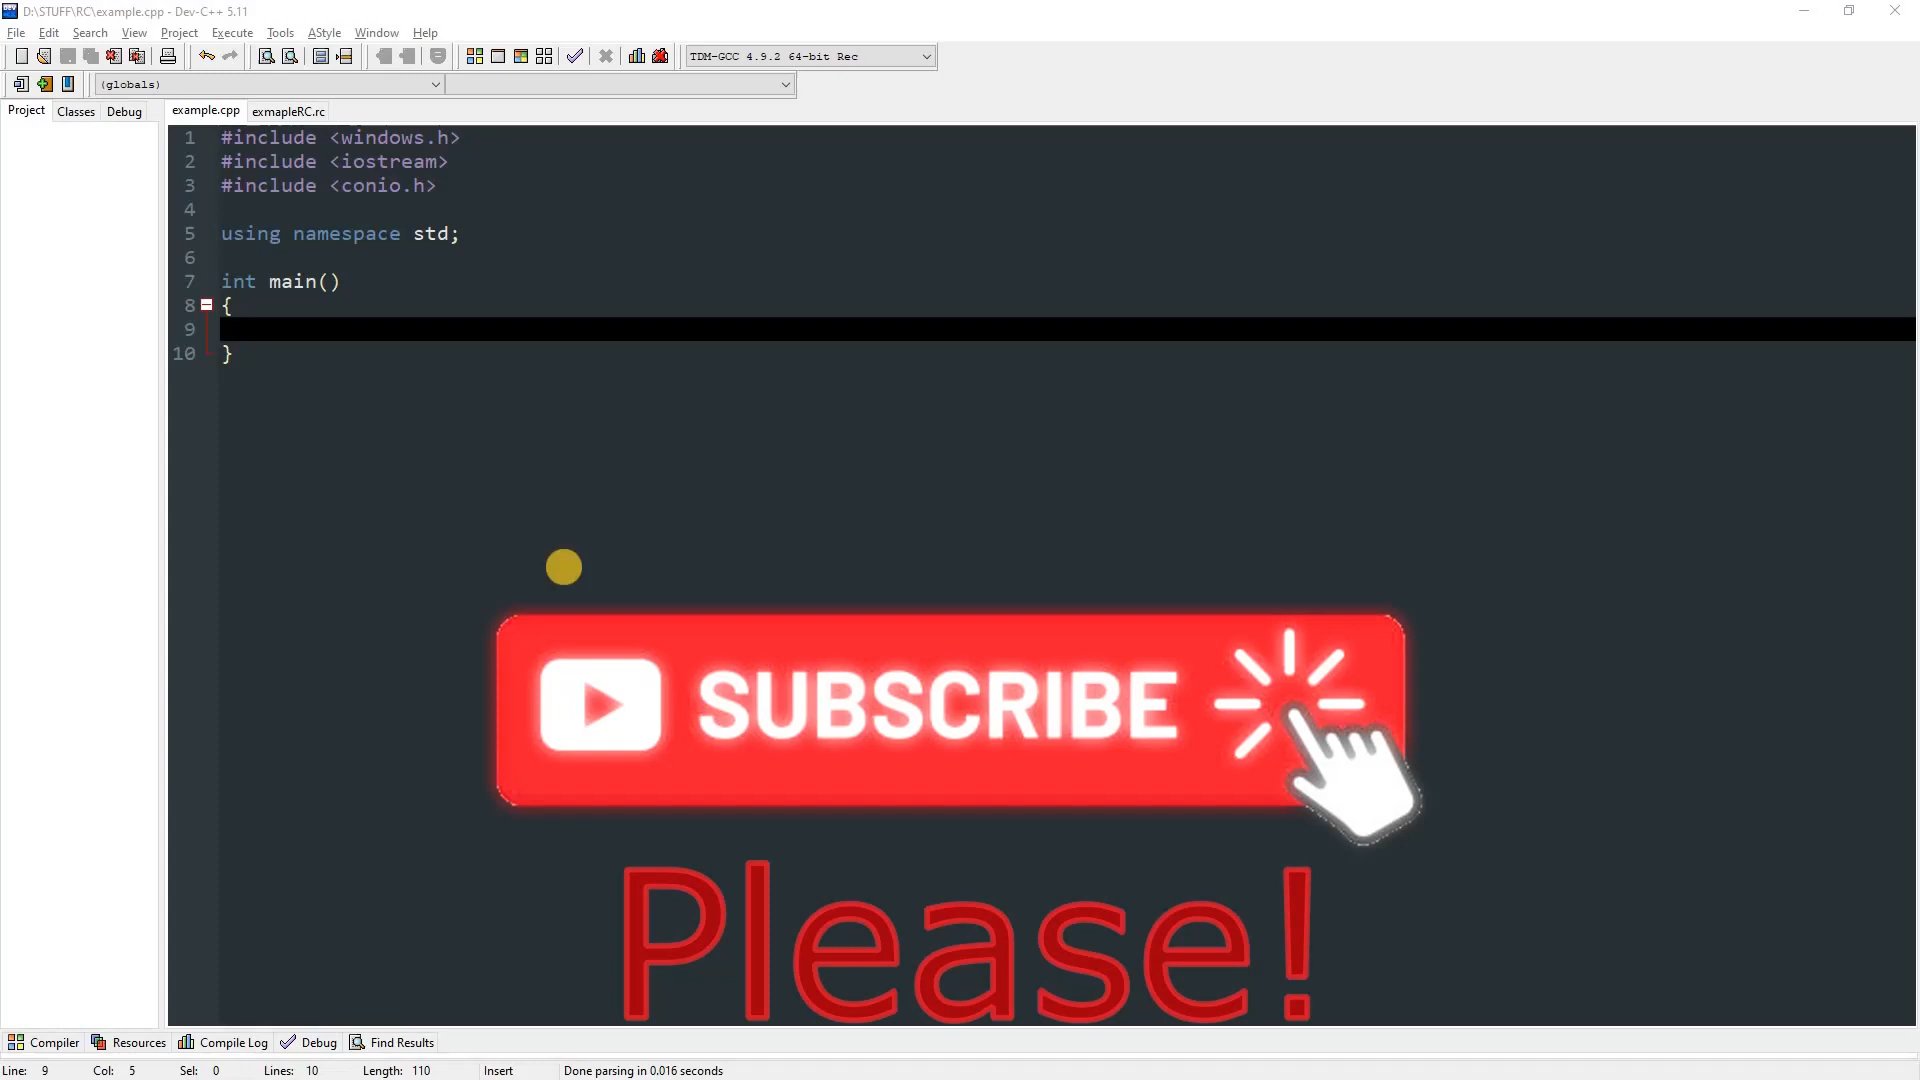 D:\STUFF\RC\example.cpp - Dev-C++ 5.11
File Edit Search View Project Execute Tools AStyle Window Help
TDM-GCC 4.9.2 64-bit Rec
(globals)
Project Classes Debug example.cpp exmapleRC.rc
1 #include <windows.h>
2 #include <iostream>
3 #include <conio.h>
4
5 using namespace std;
6
7 int main()
8 {
9
10 }
SUBSCRIBE
Please!
Compiler Resources Compile Log Debug Find Results
Line: 9 Col: 5 Sel: 0 Lines: 10 Length: 110 Insert Done parsing in 0.016 seconds